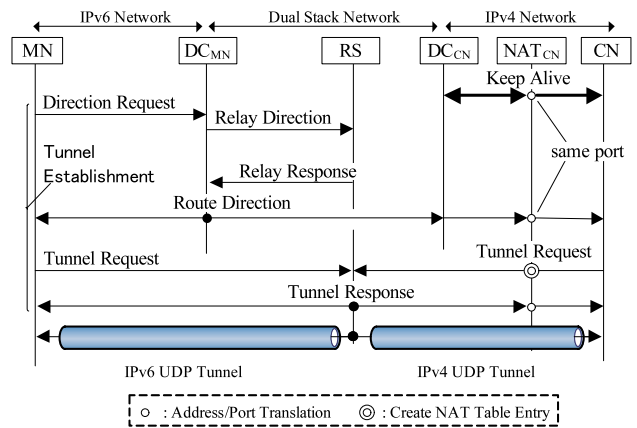 IPv6 Network
Dual Stack Network
IPv4 Network
MN
DCMN
RS
DCCN
NATCN
CN
Keep Alive
Direction Request
Relay Direction
same port
Tunnel
Establishment
Relay Response
Route Direction
Tunnel Request
Tunnel Request
Tunnel Response
IPv6 UDP Tunnel
IPv4 UDP Tunnel
: Address/Port Translation
: Create NAT Table Entry